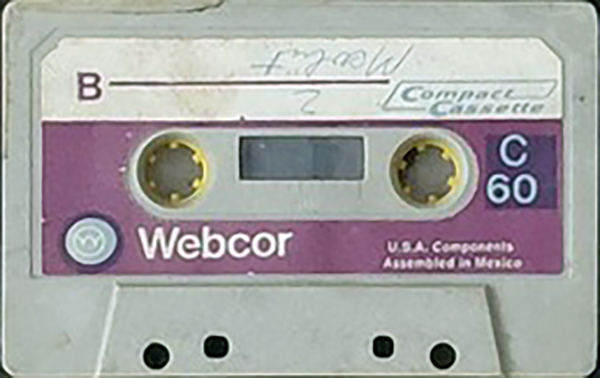 B
Compact
Cassette
C
60
Webcor
U.S.A. Components
Assembled in Mexico